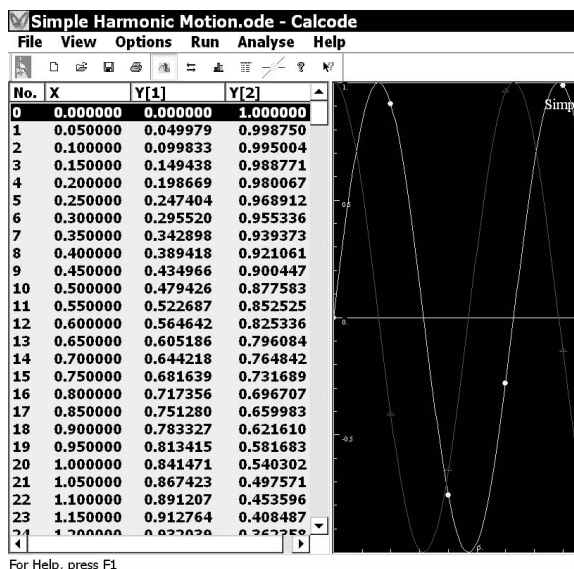 Simple Harmonic Motion.ode - Calcode
File View Options Run Analyse Help
No. X Y[1] Y[2]
0 0.000000 0.000000 1.000000
1 0.050000 0.049979 0.998750
2 0.100000 0.099833 0.995004
3 0.150000 0.149438 0.988771
4 0.200000 0.198669 0.980067
5 0.250000 0.247404 0.968912
6 0.300000 0.295520 0.955336
7 0.350000 0.342898 0.939373
8 0.400000 0.389418 0.921061
9 0.450000 0.434966 0.900447
10 0.500000 0.479426 0.877583
11 0.550000 0.522687 0.852525
12 0.600000 0.564642 0.825336
13 0.650000 0.605186 0.796084
14 0.700000 0.644218 0.764842
15 0.750000 0.681639 0.731689
16 0.800000 0.717356 0.696707
17 0.850000 0.751280 0.659983
18 0.900000 0.783327 0.621610
19 0.950000 0.813415 0.581683
20 1.000000 0.841471 0.540302
21 1.050000 0.867423 0.497571
22 1.100000 0.891207 0.453596
23 1.150000 0.912764 0.408487
24 1.200000 0.932039 0.362358
1.
Simp
0.5
0.
-0.5
For Help, press F1